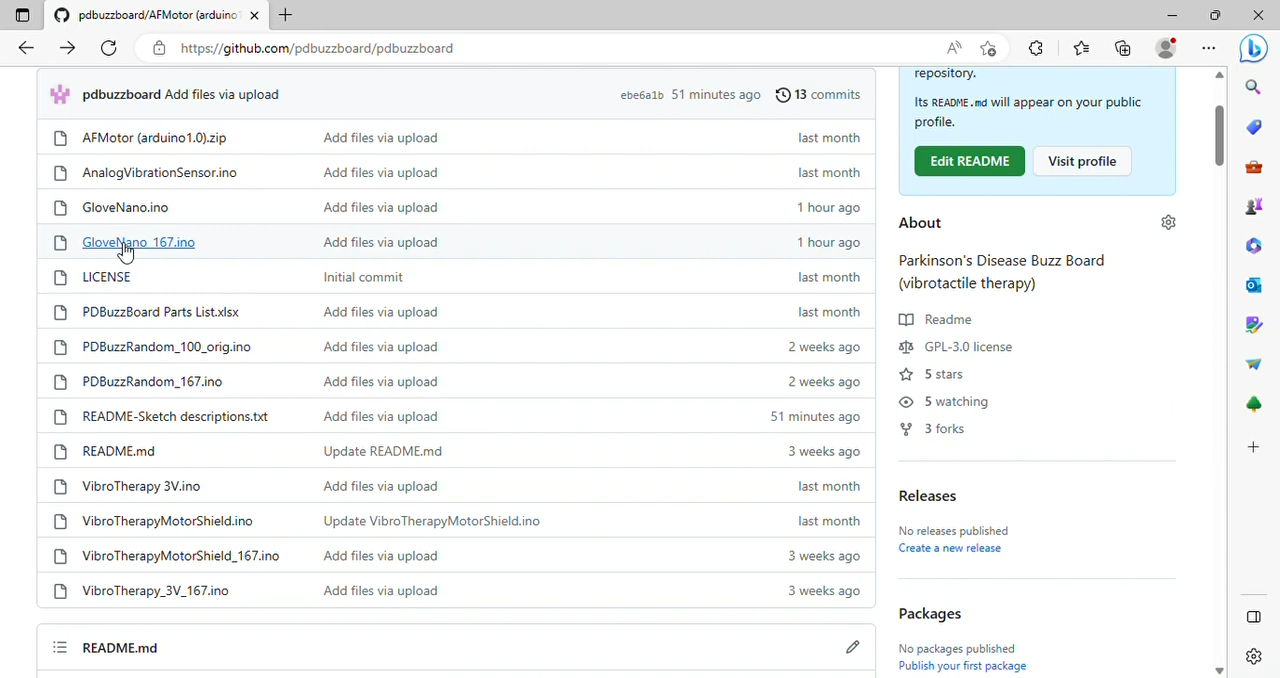 pdbuzzboard/AFMotor (arduino1
https://github.com/pdbuzzboard/pdbuzzboard
pdbuzzboard Add files via upload ebe6a1b 51 minutes ago 13 commits
AFMotor (arduino1.0).zip Add files via upload last month
AnalogVibrationSensor.ino Add files via upload last month
GloveNano.ino Add files via upload 1 hour ago
GloveNano_167.ino Add files via upload 1 hour ago
LICENSE Initial commit last month
PDBuzzBoard Parts List.xlsx Add files via upload last month
PDBuzzRandom_100_orig.ino Add files via upload 2 weeks ago
PDBuzzRandom_167.ino Add files via upload 2 weeks ago
README-Sketch descriptions.txt Add files via upload 51 minutes ago
README.md Update README.md 3 weeks ago
VibroTherapy 3V.ino Add files via upload last month
VibroTherapyMotorShield.ino Update VibroTherapyMotorShield.ino last month
VibroTherapyMotorShield_167.ino Add files via upload 3 weeks ago
VibroTherapy_3V_167.ino Add files via upload 3 weeks ago
README.md
repository.
Its README.md will appear on your public
profile.
Edit README Visit profile
About
Parkinson's Disease Buzz Board
(vibrotactile therapy)
Readme
GPL-3.0 license
5 stars
5 watching
3 forks
Releases
No releases published
Create a new release
Packages
No packages published
Publish your first package